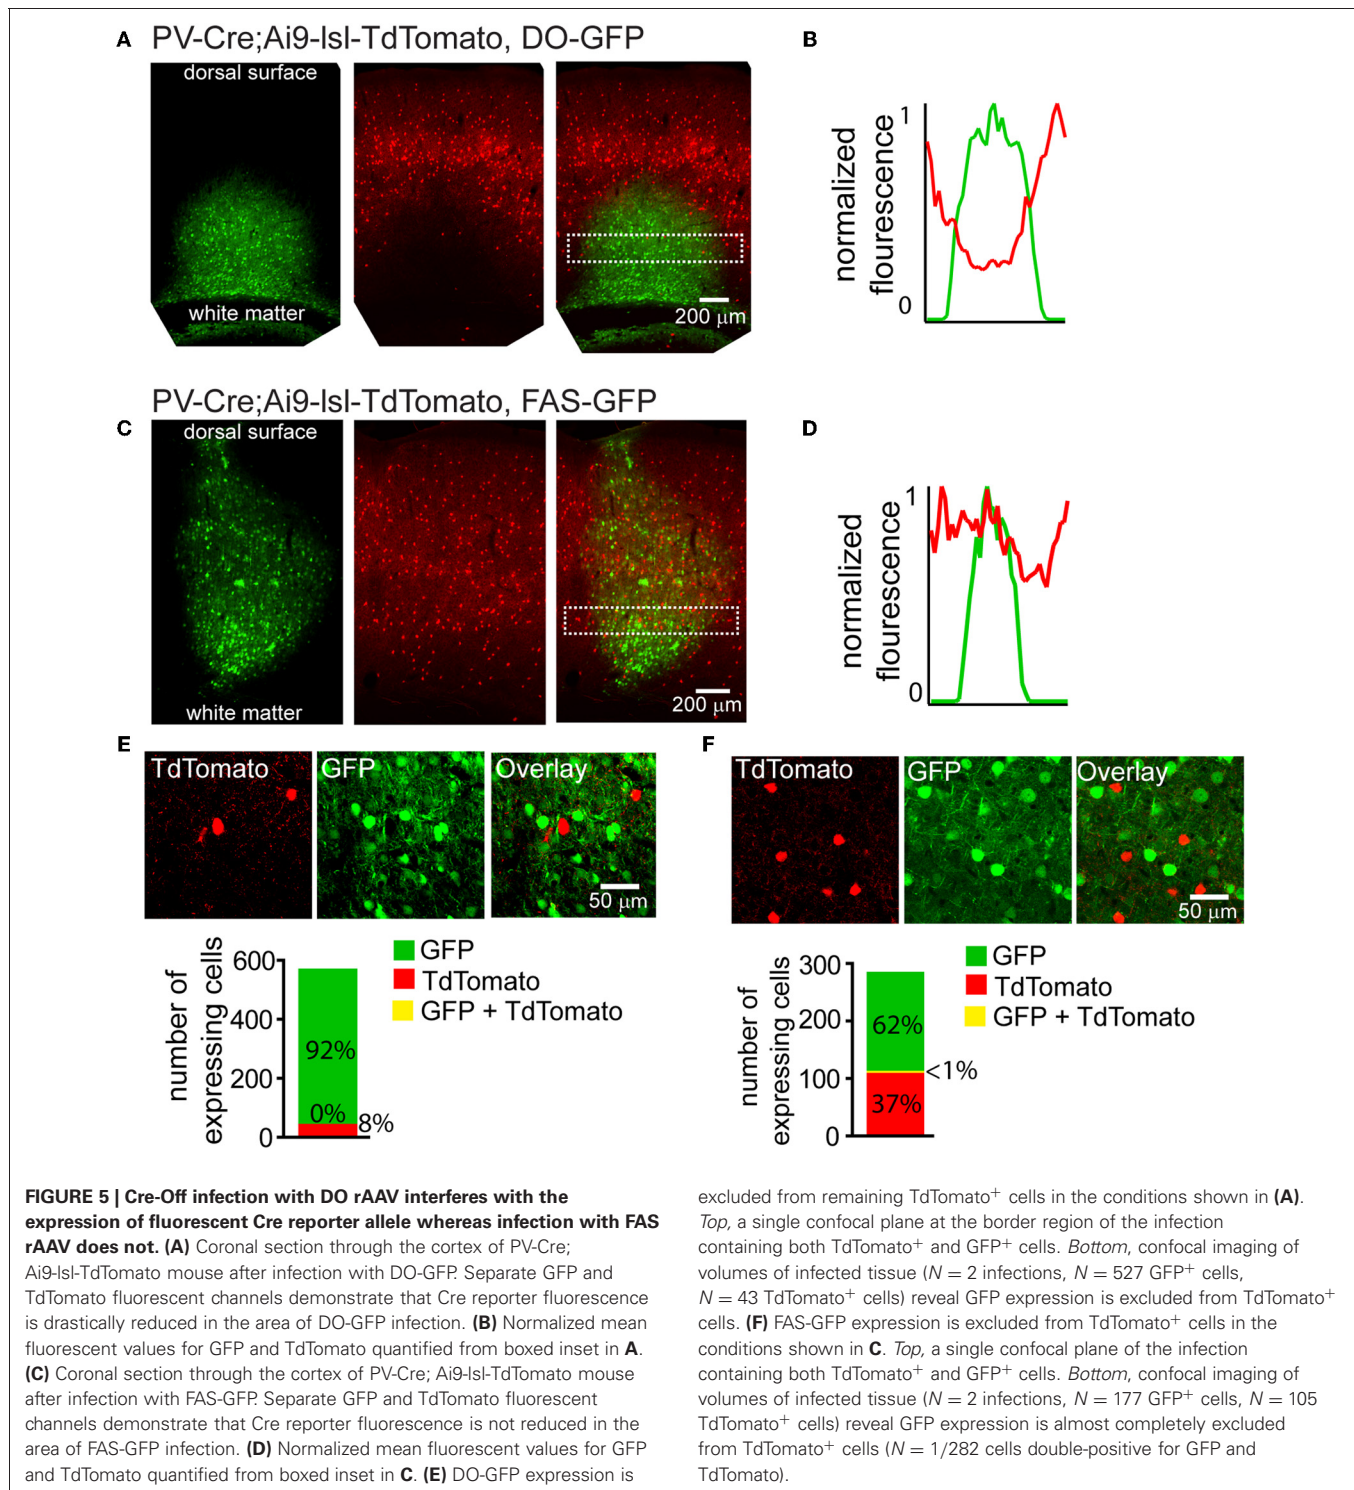 A PV-Cre;Ai9-lsl-TdTomato, DO-GFP
dorsal surface
white matter
200 µm
B
normalized
flourescence
1
0
PV-Cre;Ai9-lsl-TdTomato, FAS-GFP
C
dorsal surface
white matter
200 µm
D
normalized
flourescence
1
0
E
TdTomato
GFP
Overlay
50 µm
number of
expressing cells
600
400
200
0
92%
0%
8%
GFP
TdTomato
GFP + TdTomato
F
TdTomato
GFP
Overlay
50 µm
number of
expressing cells
300
200
100
0
62%
<1%
37%
GFP
TdTomato
GFP + TdTomato
FIGURE 5 | Cre-Off infection with DO rAAV interferes with the
expression of fluorescent Cre reporter allele whereas infection with FAS
rAAV does not. (A) Coronal section through the cortex of PV-Cre;
Ai9-lsl-TdTomato mouse after infection with DO-GFP. Separate GFP and
TdTomato fluorescent channels demonstrate that Cre reporter fluorescence
is drastically reduced in the area of DO-GFP infection. (B) Normalized mean
fluorescent values for GFP and TdTomato quantified from boxed inset in A.
(C) Coronal section through the cortex of PV-Cre; Ai9-lsl-TdTomato mouse
after infection with FAS-GFP. Separate GFP and TdTomato fluorescent
channels demonstrate that Cre reporter fluorescence is not reduced in the
area of FAS-GFP infection. (D) Normalized mean fluorescent values for GFP
and TdTomato quantified from boxed inset in C. (E) DO-GFP expression is
excluded from remaining TdTomato⁺ cells in the conditions shown in (A).
Top, a single confocal plane at the border region of the infection
containing both TdTomato⁺ and GFP⁺ cells. Bottom, confocal imaging of
volumes of infected tissue (N = 2 infections, N = 527 GFP⁺ cells,
N = 43 TdTomato⁺ cells) reveal GFP expression is excluded from TdTomato⁺
cells. (F) FAS-GFP expression is excluded from TdTomato⁺ cells in the
conditions shown in C. Top, a single confocal plane of the infection
containing both TdTomato⁺ and GFP⁺ cells. Bottom, confocal imaging of
volumes of infected tissue (N = 2 infections, N = 177 GFP⁺ cells, N = 105
TdTomato⁺ cells) reveal GFP expression is almost completely excluded
from TdTomato⁺ cells (N = 1/282 cells double-positive for GFP and
TdTomato).